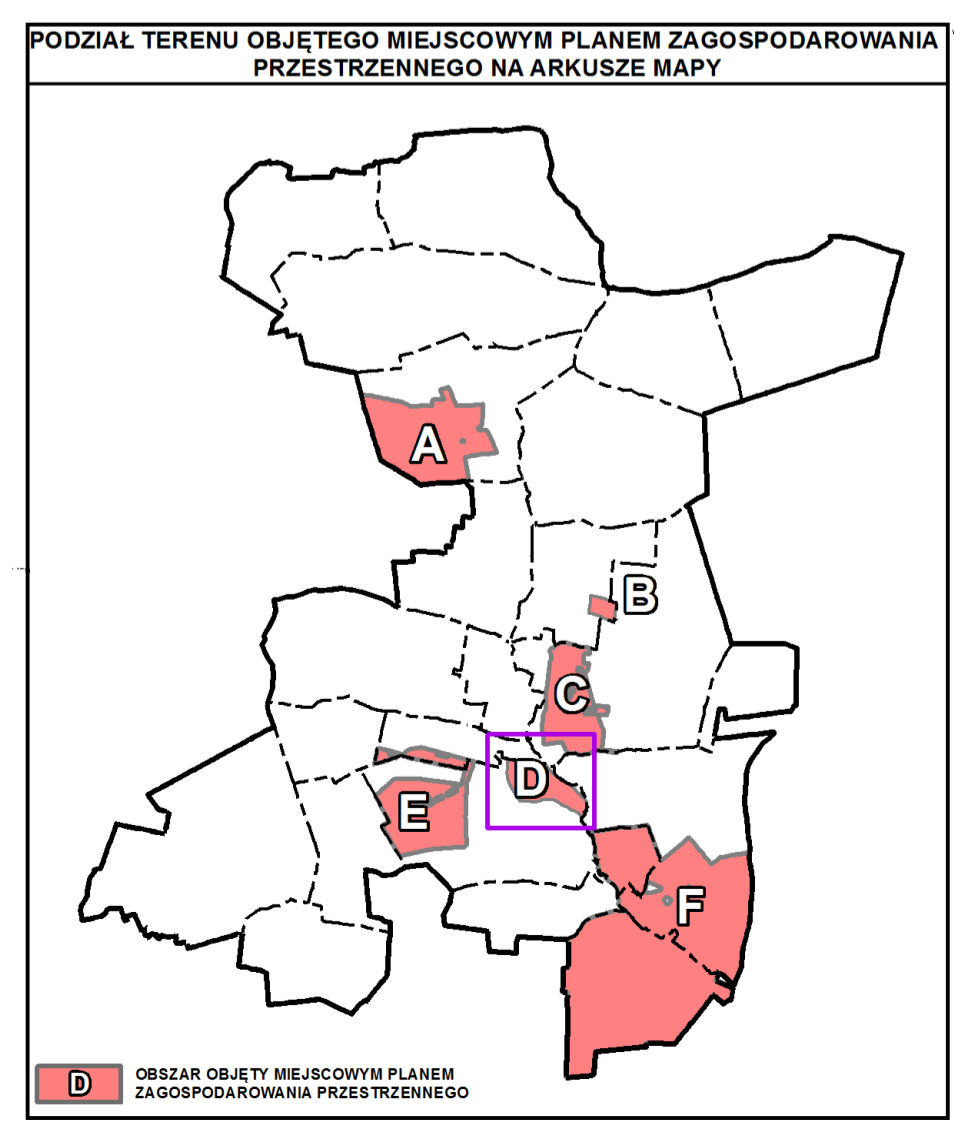 PODZIAŁ TERENU OBJĘTEGO MIEJSCOWYM PLANEM ZAGOSPODAROWANIA
PRZESTRZENNEGO NA ARKUSZE MAPY
A
B
C
D
E
F
D
OBSZAR OBJĘTY MIEJSCOWYM PLANEM
ZAGOSPODAROWANIA PRZESTRZENNEGO